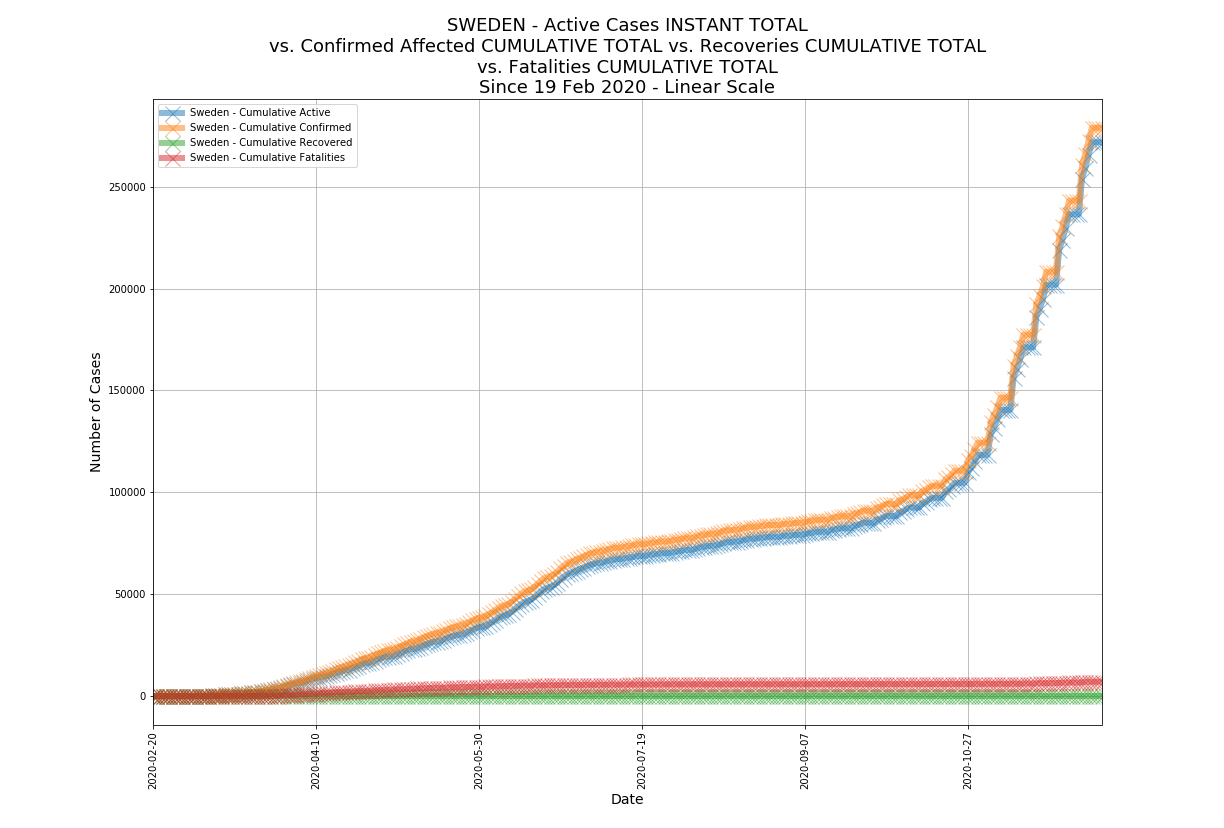 SWEDEN - Active Cases INSTANT TOTAL
vs. Confirmed Affected CUMULATIVE TOTAL vs. Recoveries CUMULATIVE TOTAL
vs. Fatalities CUMULATIVE TOTAL
Since 19 Feb 2020 - Linear Scale
Sweden - Cumulative Active
Sweden - Cumulative Confirmed
Sweden - Cumulative Recovered
Sweden - Cumulative Fatalities
Number of Cases
250000
200000
150000
100000
50000
0
2020-02-20
2020-04-10
2020-05-30
2020-07-19
2020-09-07
2020-10-27
Date